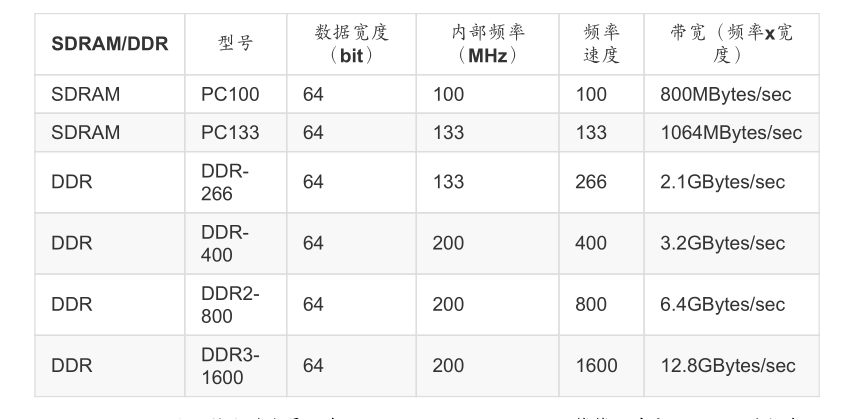 SDRAM/DDR 型号 数据宽度（bit） 内部频率（MHz） 频率速度 带宽（频率x宽度）
SDRAM PC100 64 100 100 800MBytes/sec
SDRAM PC133 64 133 133 1064MBytes/sec
DDR DDR-266 64 133 266 2.1GBytes/sec
DDR DDR-400 64 200 400 3.2GBytes/sec
DDR DDR2-800 64 200 800 6.4GBytes/sec
DDR DDR3-1600 64 200 1600 12.8GBytes/sec